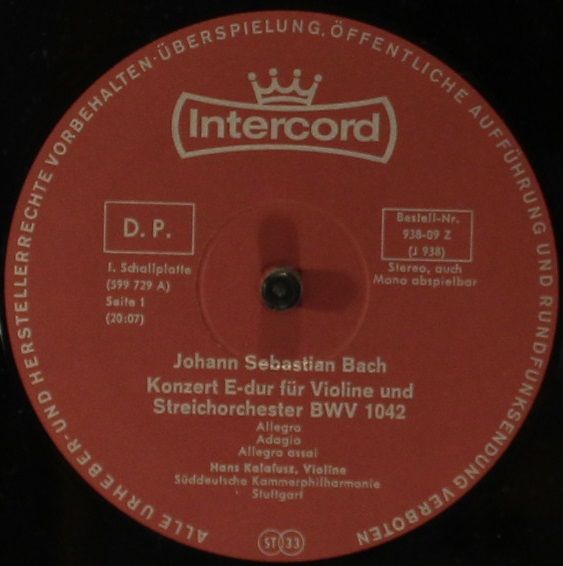 ALLE URHEBER- UND HERSTELLERRECHTE VORBEHALTEN · ÜBERSPIELUNG, ÖFFENTLICHE AUFFÜHRUNG UND RUNDFUNKSENDUNG VERBOTEN
Intercord
D. P.
Bestell-Nr.
938-09 Z
(J 938)
1. Schallplatte
(599 729 A)
Seite 1
(20:07)
Stereo, auch
Mono abspielbar
Johann Sebastian Bach
Konzert E-dur für Violine und
Streichorchester BWV 1042
Allegro
Adagio
Allegro assai
Hans Kalafusz, Violine
Süddeutsche Kammerphilharmonie
Stuttgart
ST 33